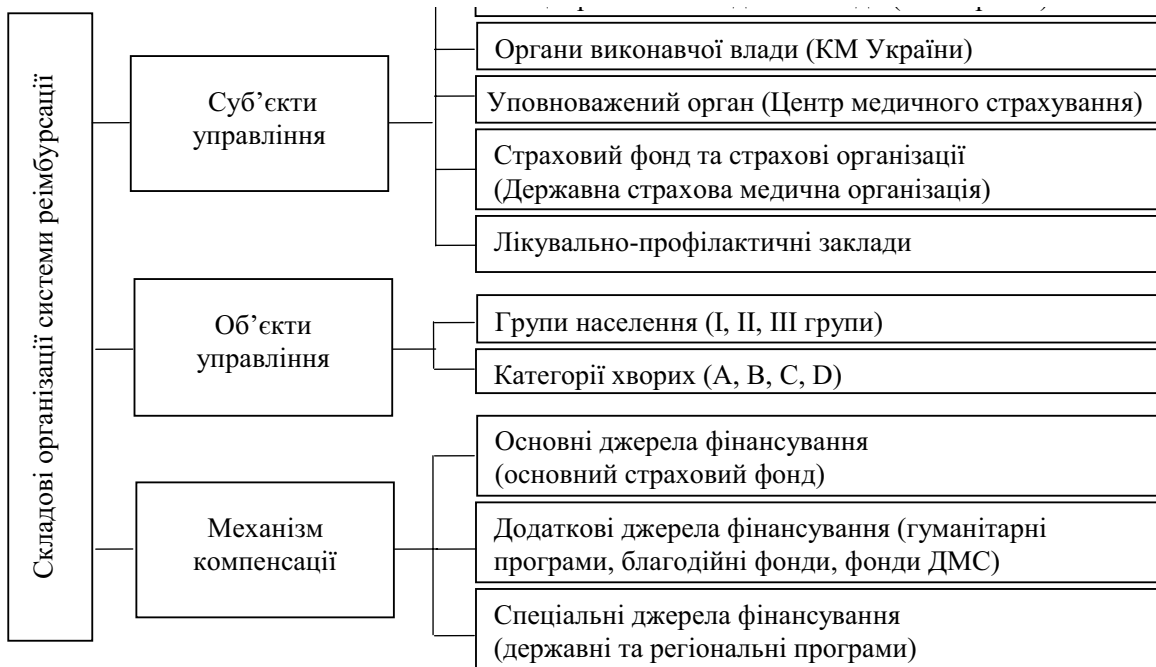 Складові організації системи реімбурсації
Суб’єкти
управління
Органи виконавчої влади (КМ України)
Уповноважений орган (Центр медичного страхування)
Страховий фонд та страхові організації
(Державна страхова медична організація)
Лікувально-профілактичні заклади
Об’єкти
управління
Групи населення (I, II, III групи)
Категорії хворих (A, B, C, D)
Механізм
компенсації
Основні джерела фінансування
(основний страховий фонд)
Додаткові джерела фінансування (гуманітарні
програми, благодійні фонди, фонди ДМС)
Спеціальні джерела фінансування
(державні та регіональні програми)